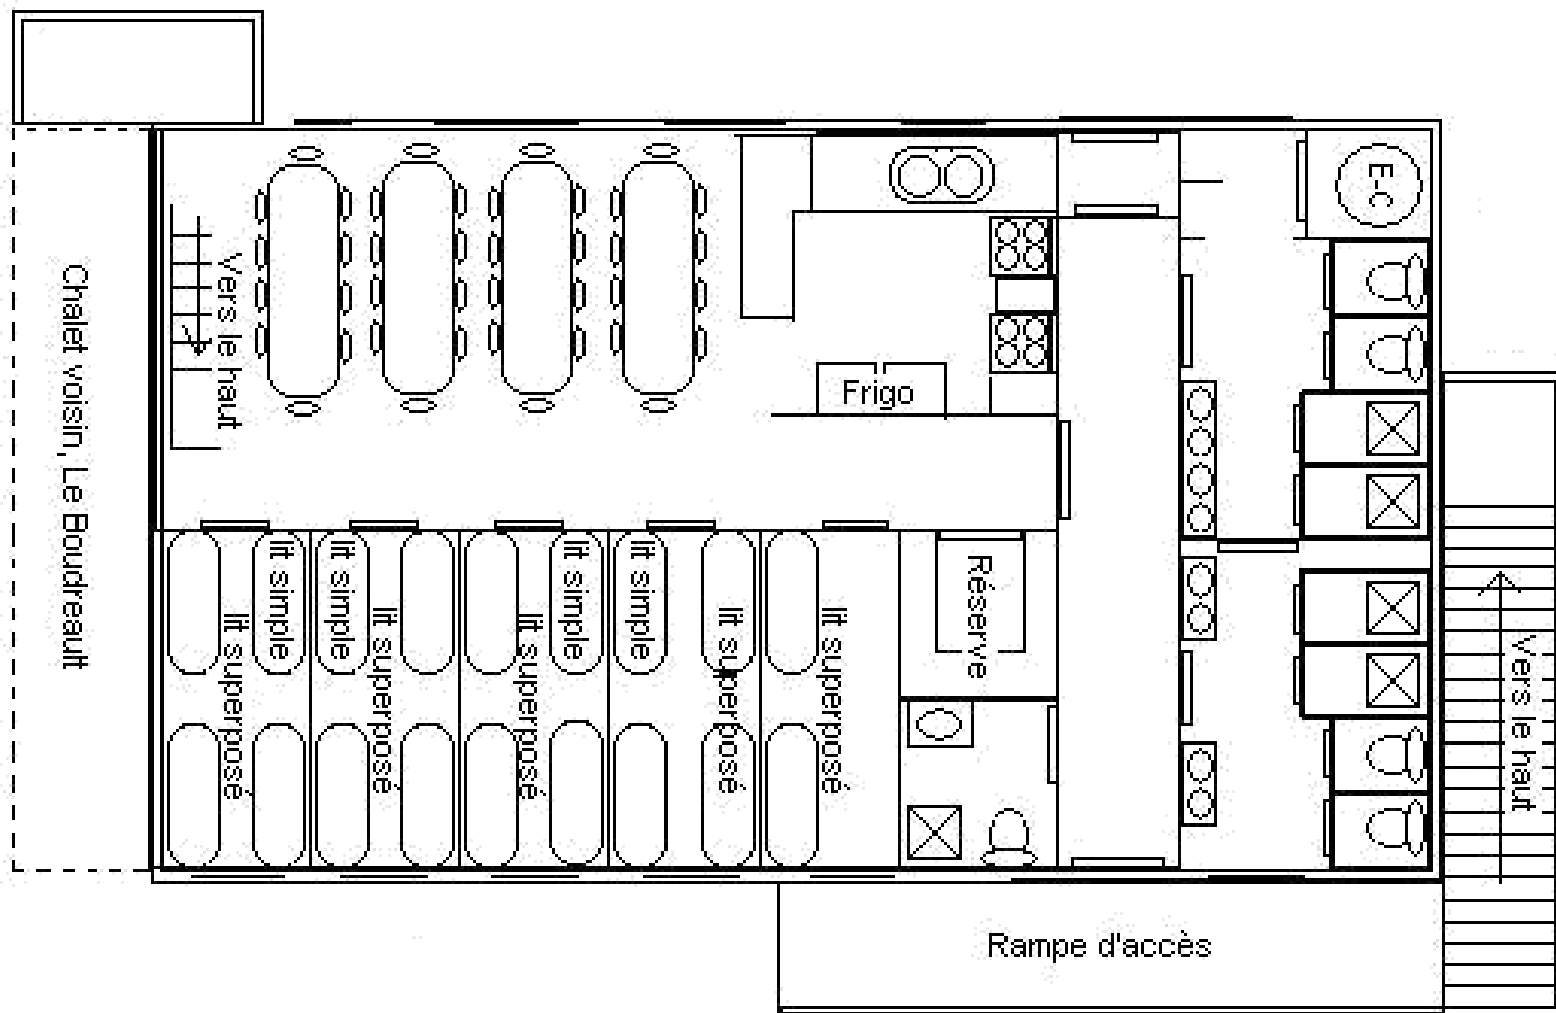 E-c
Vers le haut
Chalet voisin, Le Boudreault
Frigo
lit simple
lit simple
lit simple
lit simple
lit superposé
lit superposé
lit superposé
lit superposé
lit superposé
Réserve
Vers le haut
Rampe d'accès